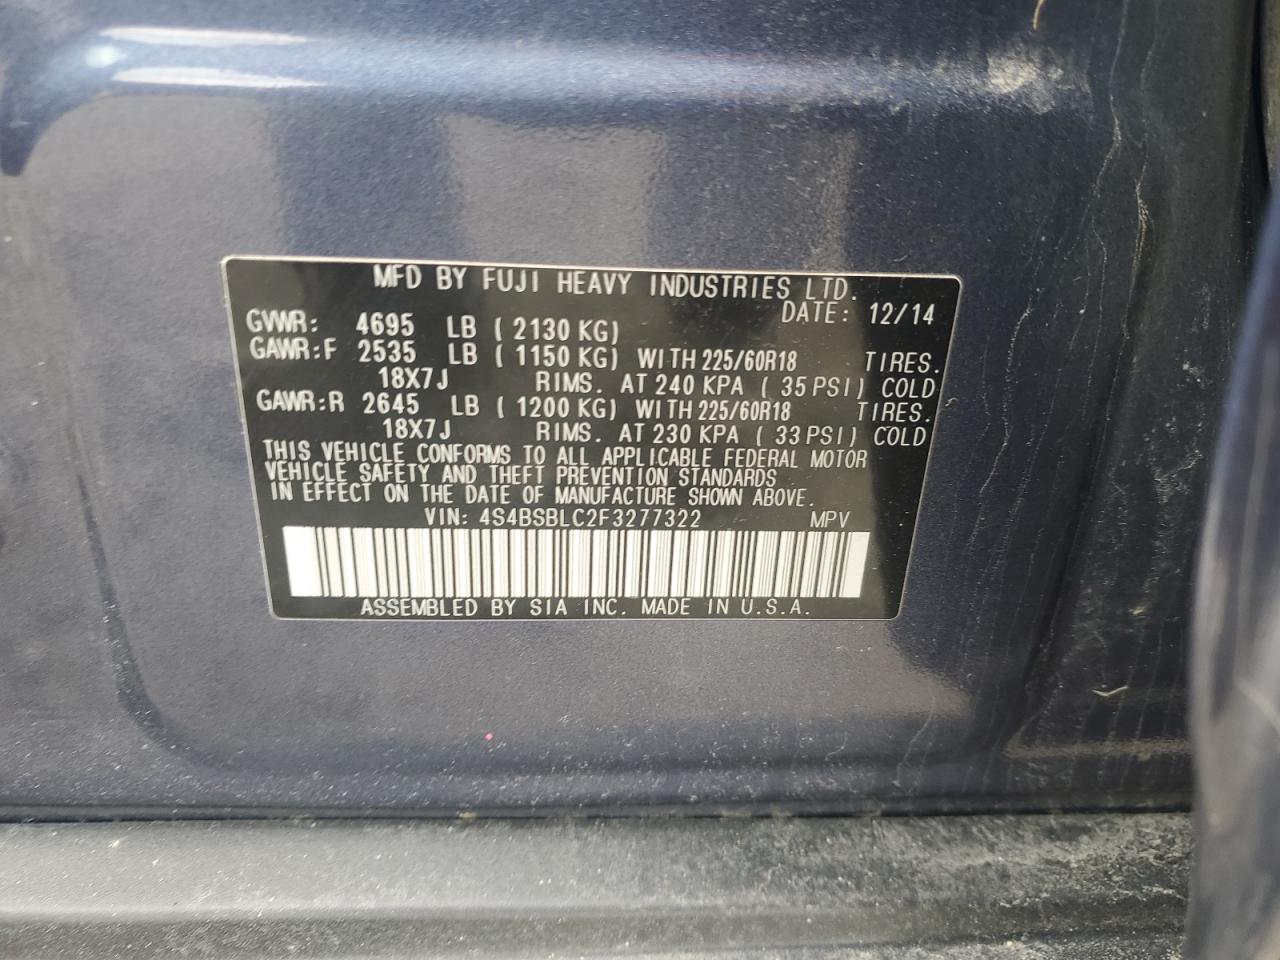 MFD BY FUJI HEAVY INDUSTRIES LTD.
DATE: 12/14
GVWR: 4695 LB ( 2130 KG)
GAWR:F 2535 LB ( 1150 KG) WITH 225/60R18 TIRES.
18X7J RIMS. AT 240 KPA ( 35 PSI) COLD
GAWR:R 2645 LB ( 1200 KG) WITH 225/60R18 TIRES.
18X7J RIMS. AT 230 KPA ( 33 PSI) COLD
THIS VEHICLE CONFORMS TO ALL APPLICABLE FEDERAL MOTOR
VEHICLE SAFETY AND THEFT PREVENTION STANDARDS
IN EFFECT ON THE DATE OF MANUFACTURE SHOWN ABOVE.
VIN: 4S4BSBLC2F3277322 MPV
ASSEMBLED BY SIA INC. MADE IN U.S.A.